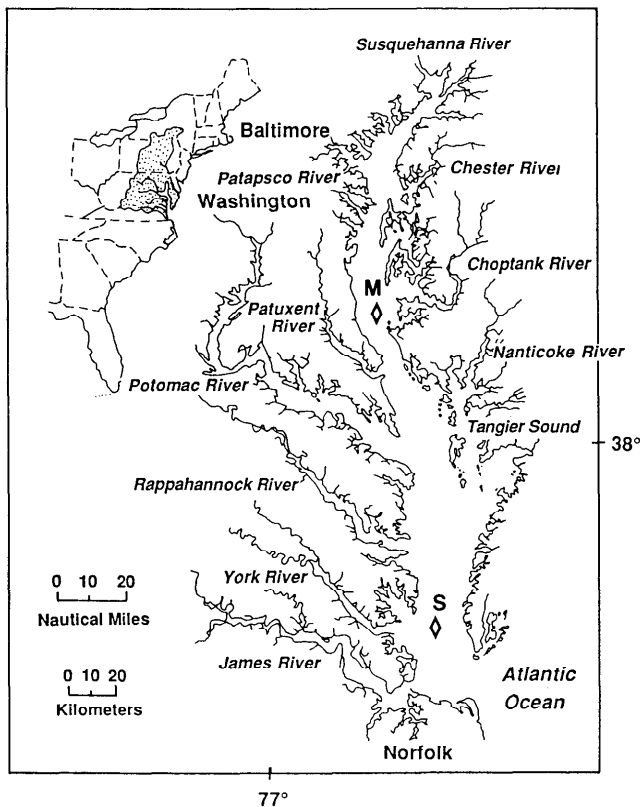 Susquehanna River
Baltimore
Patapsco River
Chester River
Washington
Choptank River
M
Patuxent
River
Nanticoke River
Potomac River
Tangier Sound
38°
Rappahannock River
York River
0 10 20
Nautical Miles
S
James River
0 10 20
Kilometers
Atlantic
Ocean
Norfolk
77°